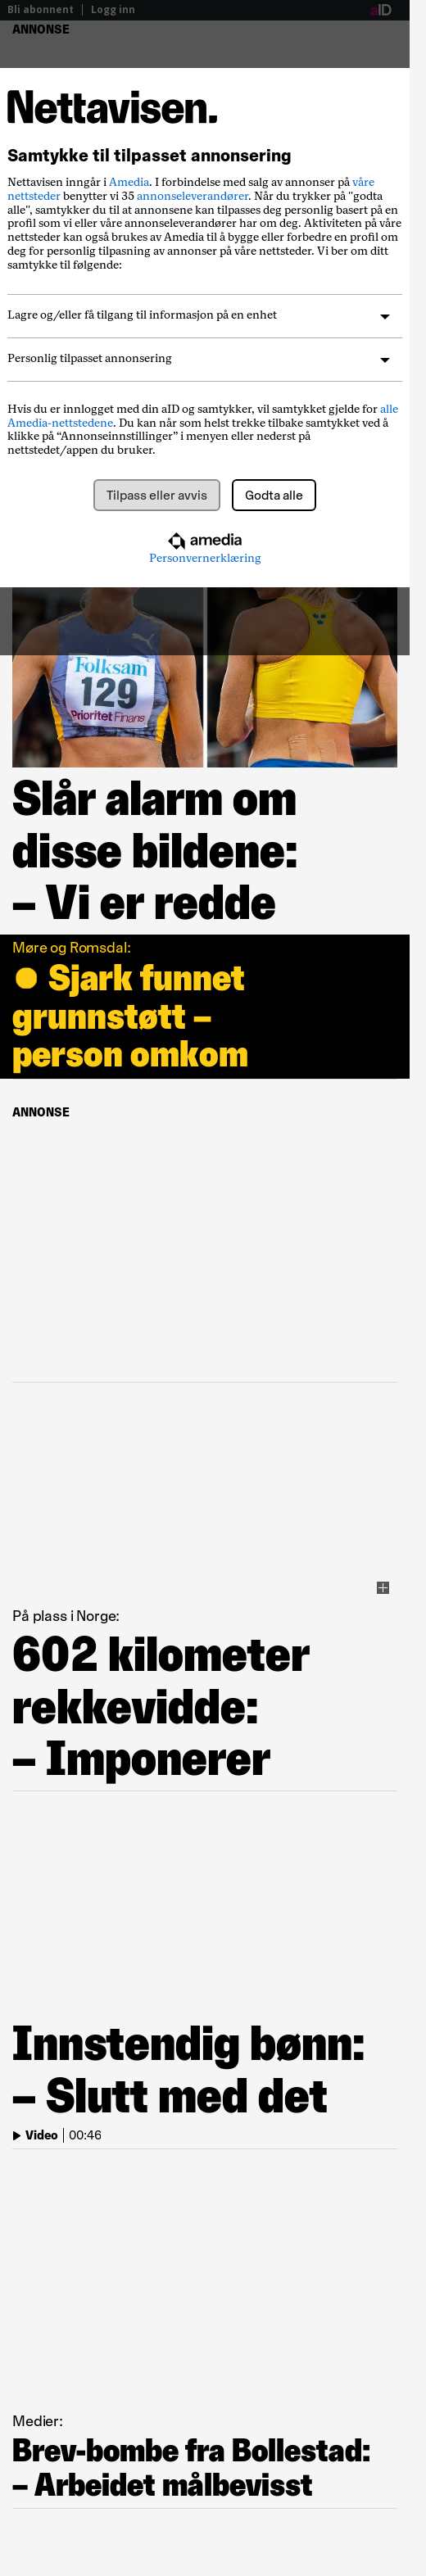 Bli abonnent | Logg inn aID
ANNONSE
Nettavisen.
Samtykke til tilpasset annonsering
Nettavisen inngår i Amedia. I forbindelse med salg av annonser på våre
nettsteder benytter vi 35 annonseleverandører. Når du trykker på "godta
alle", samtykker du til at annonsene kan tilpasses deg personlig basert på en
profil som vi eller våre annonseleverandører har om deg. Aktiviteten på våre
nettsteder kan også brukes av Amedia til å bygge eller forbedre en profil om
deg for personlig tilpasning av annonser på våre nettsteder. Vi ber om ditt
samtykke til følgende:
Lagre og/eller få tilgang til informasjon på en enhet
Personlig tilpasset annonsering
Hvis du er innlogget med din aID og samtykker, vil samtykket gjelde for alle
Amedia-nettstedene. Du kan når som helst trekke tilbake samtykket ved å
klikke på “Annonseinnstillinger” i menyen eller nederst på
nettstedet/appen du bruker.
Tilpass eller avvis Godta alle
amedia
Personvernerklæring
Folksam
129
Prioritet Finans
Slår alarm om
disse bildene:
– Vi er redde
Møre og Romsdal:
Sjark funnet
grunnstøtt –
person omkom
ANNONSE
På plass i Norge:
602 kilometer
rekkevidde:
– Imponerer
Innstendig bønn:
– Slutt med det
Video | 00:46
Medier:
Brev-bombe fra Bollestad:
– Arbeidet målbevisst